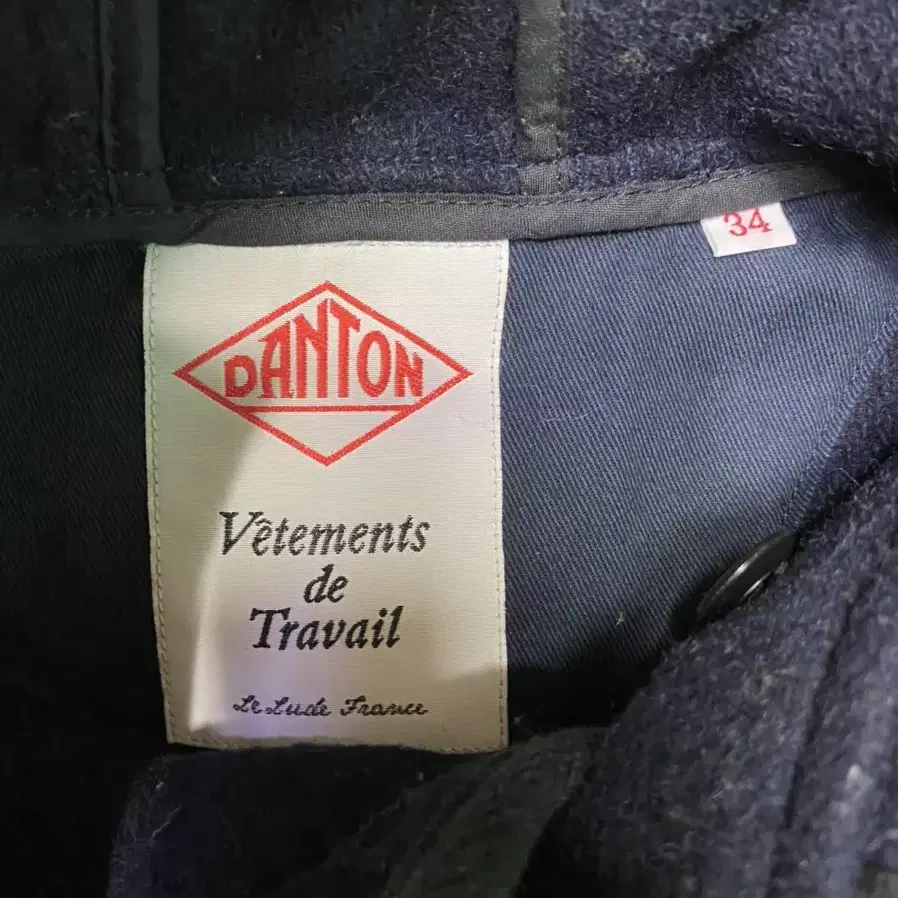 34
DANTON
Vêtements
de
Travail
Le Lude France